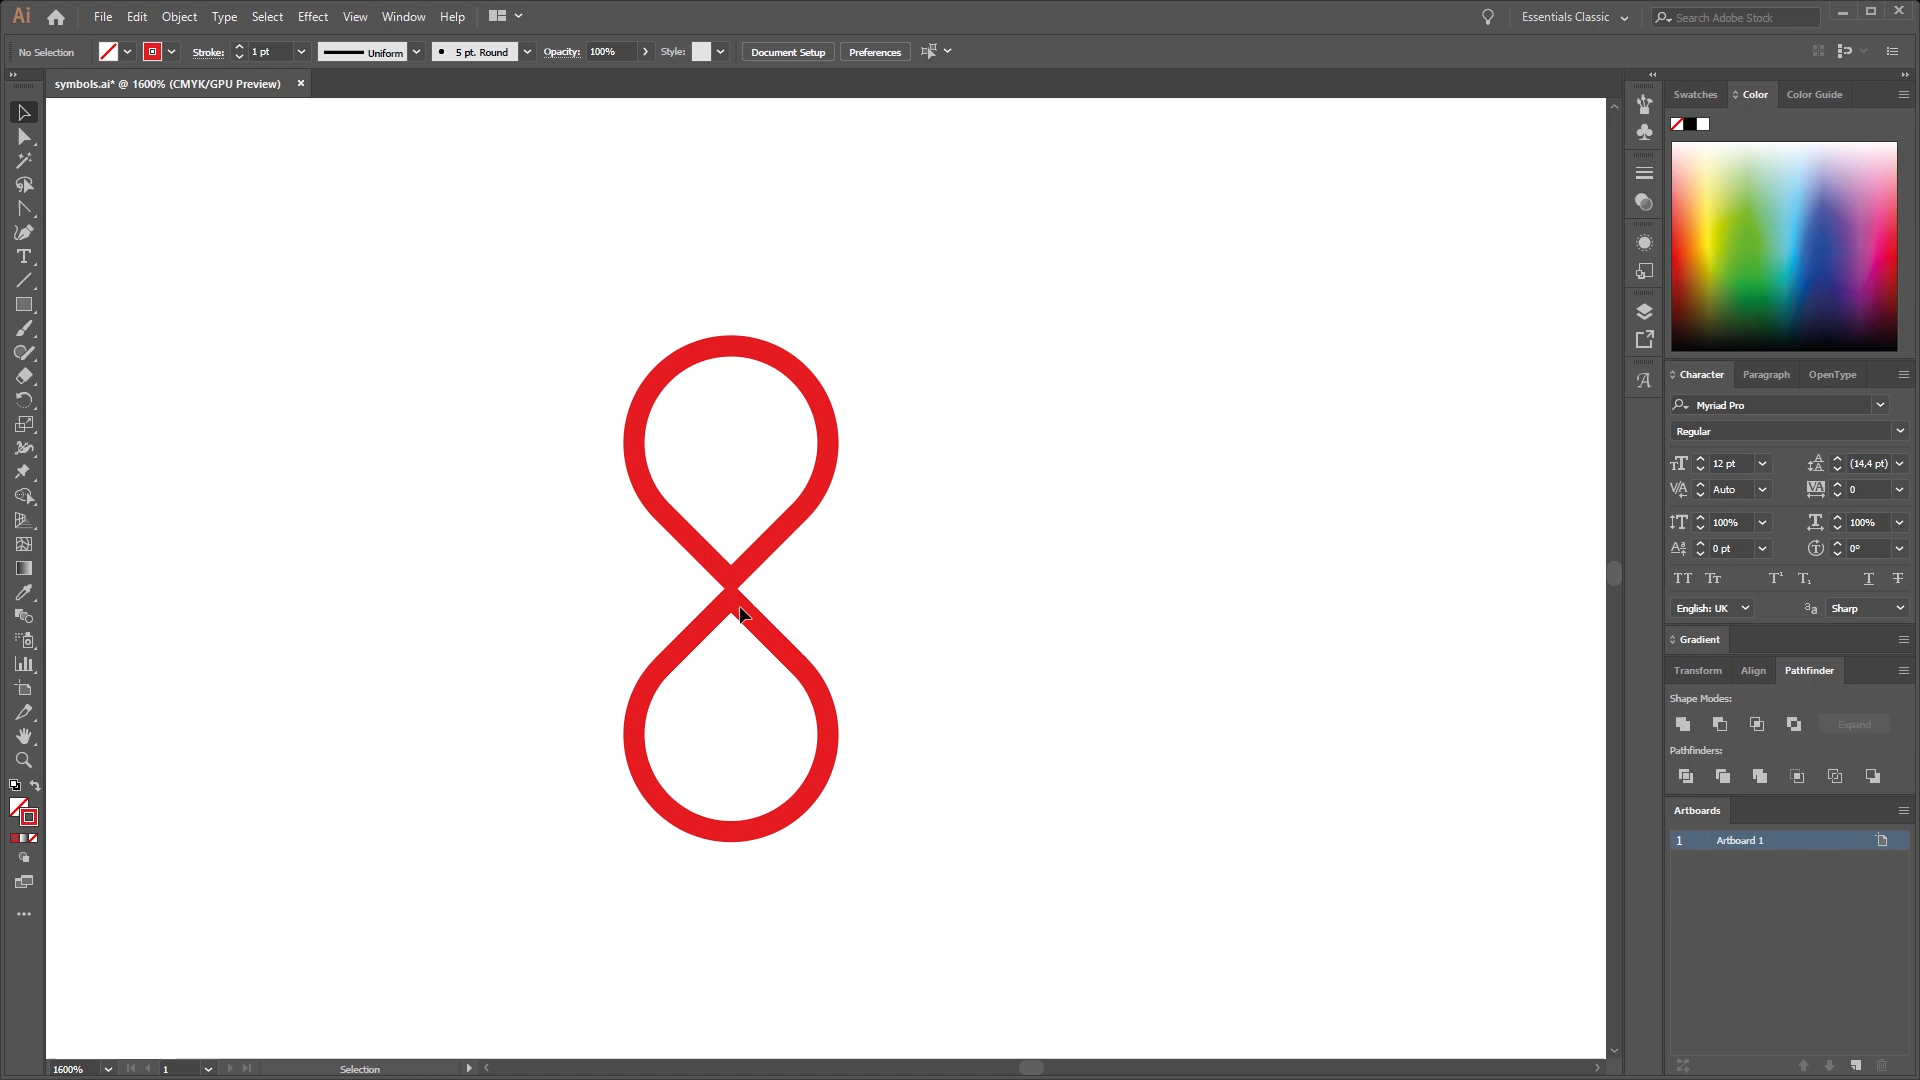 Ai File Edit Object Type Select Effect View Window Help Essentials Classic Search Adobe Stock
No Selection Stroke: 1 pt Uniform 5 pt. Round Opacity: 100% Style: Document Setup Preferences
symbols.ai* @ 1600% (CMYK/GPU Preview)
Swatches Color Color Guide
Character Paragraph OpenType
Myriad Pro
Regular
12 pt (14,4 pt)
Auto 0
100% 100%
0 pt 0°
English: UK Sharp
Gradient
Transform Align Pathfinder
Shape Modes:
Expand
Pathfinders:
Artboards
1 Artboard 1
1600% 1 Selection